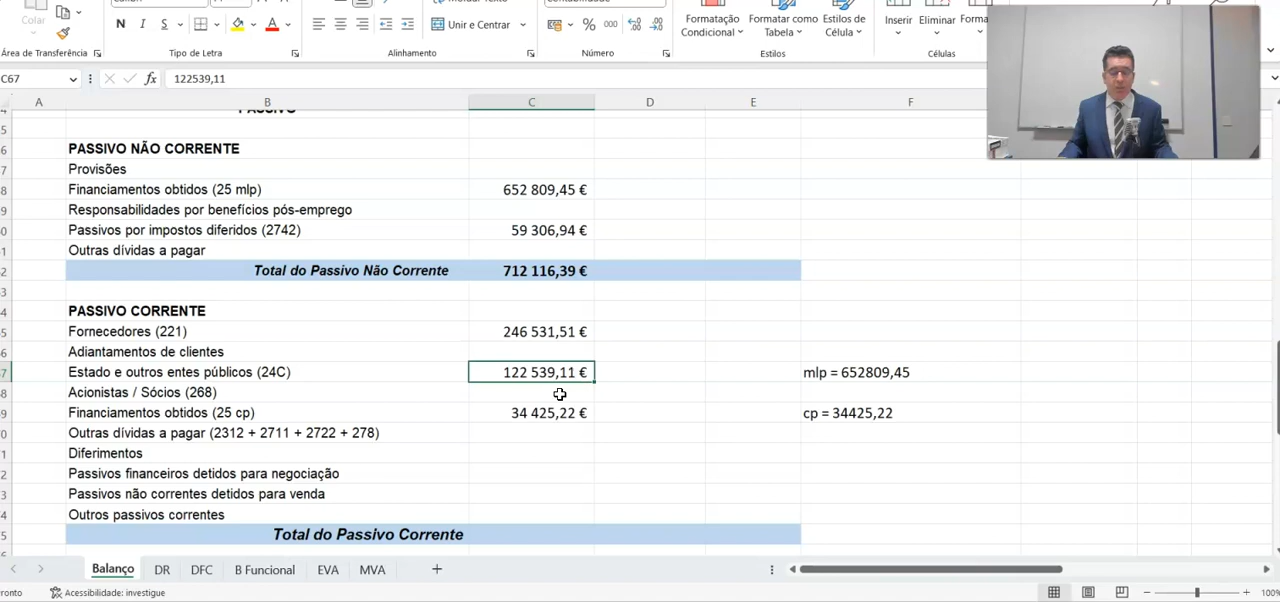 Colar
N I S
Unir e Centrar
% 000
Formatação Formatar como Estilos de
Condicional Tabela Célula
Inserir Eliminar Forma
Área de Transferência Tipo de Letra Alinhamento Número Estilos Células
C67 fx 122539,11
A B C D E F
PASSIVO
PASSIVO NÃO CORRENTE
Provisões
Financiamentos obtidos (25 mlp) 652 809,45 €
Responsabilidades por benefícios pós-emprego
Passivos por impostos diferidos (2742) 59 306,94 €
Outras dívidas a pagar
Total do Passivo Não Corrente 712 116,39 €
PASSIVO CORRENTE
Fornecedores (221) 246 531,51 €
Adiantamentos de clientes
Estado e outros entes públicos (24C) 122 539,11 € mlp = 652809,45
Acionistas / Sócios (268)
Financiamentos obtidos (25 cp) 34 425,22 € cp = 34425,22
Outras dívidas a pagar (2312 + 2711 + 2722 + 278)
Diferimentos
Passivos financeiros detidos para negociação
Passivos não correntes detidos para venda
Outros passivos correntes
Total do Passivo Corrente
Balanço DR DFC B Funcional EVA MVA +
ronto Acessibilidade: investigue 100%